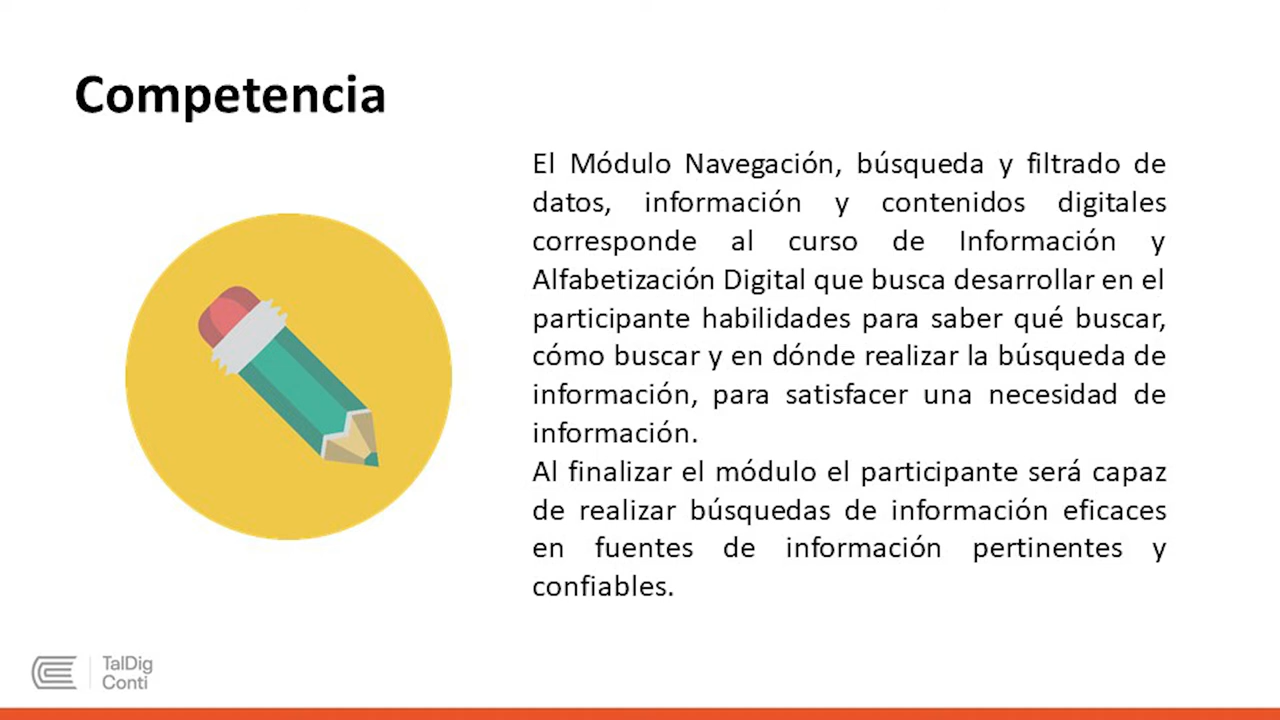 Competencia
El Módulo Navegación, búsqueda y filtrado de
datos, información y contenidos digitales
corresponde al curso de Información y
Alfabetización Digital que busca desarrollar en el
participante habilidades para saber qué buscar,
cómo buscar y en dónde realizar la búsqueda de
información, para satisfacer una necesidad de
información.
Al finalizar el módulo el participante será capaz
de realizar búsquedas de información eficaces
en fuentes de información pertinentes y
confiables.
TalDig
Conti